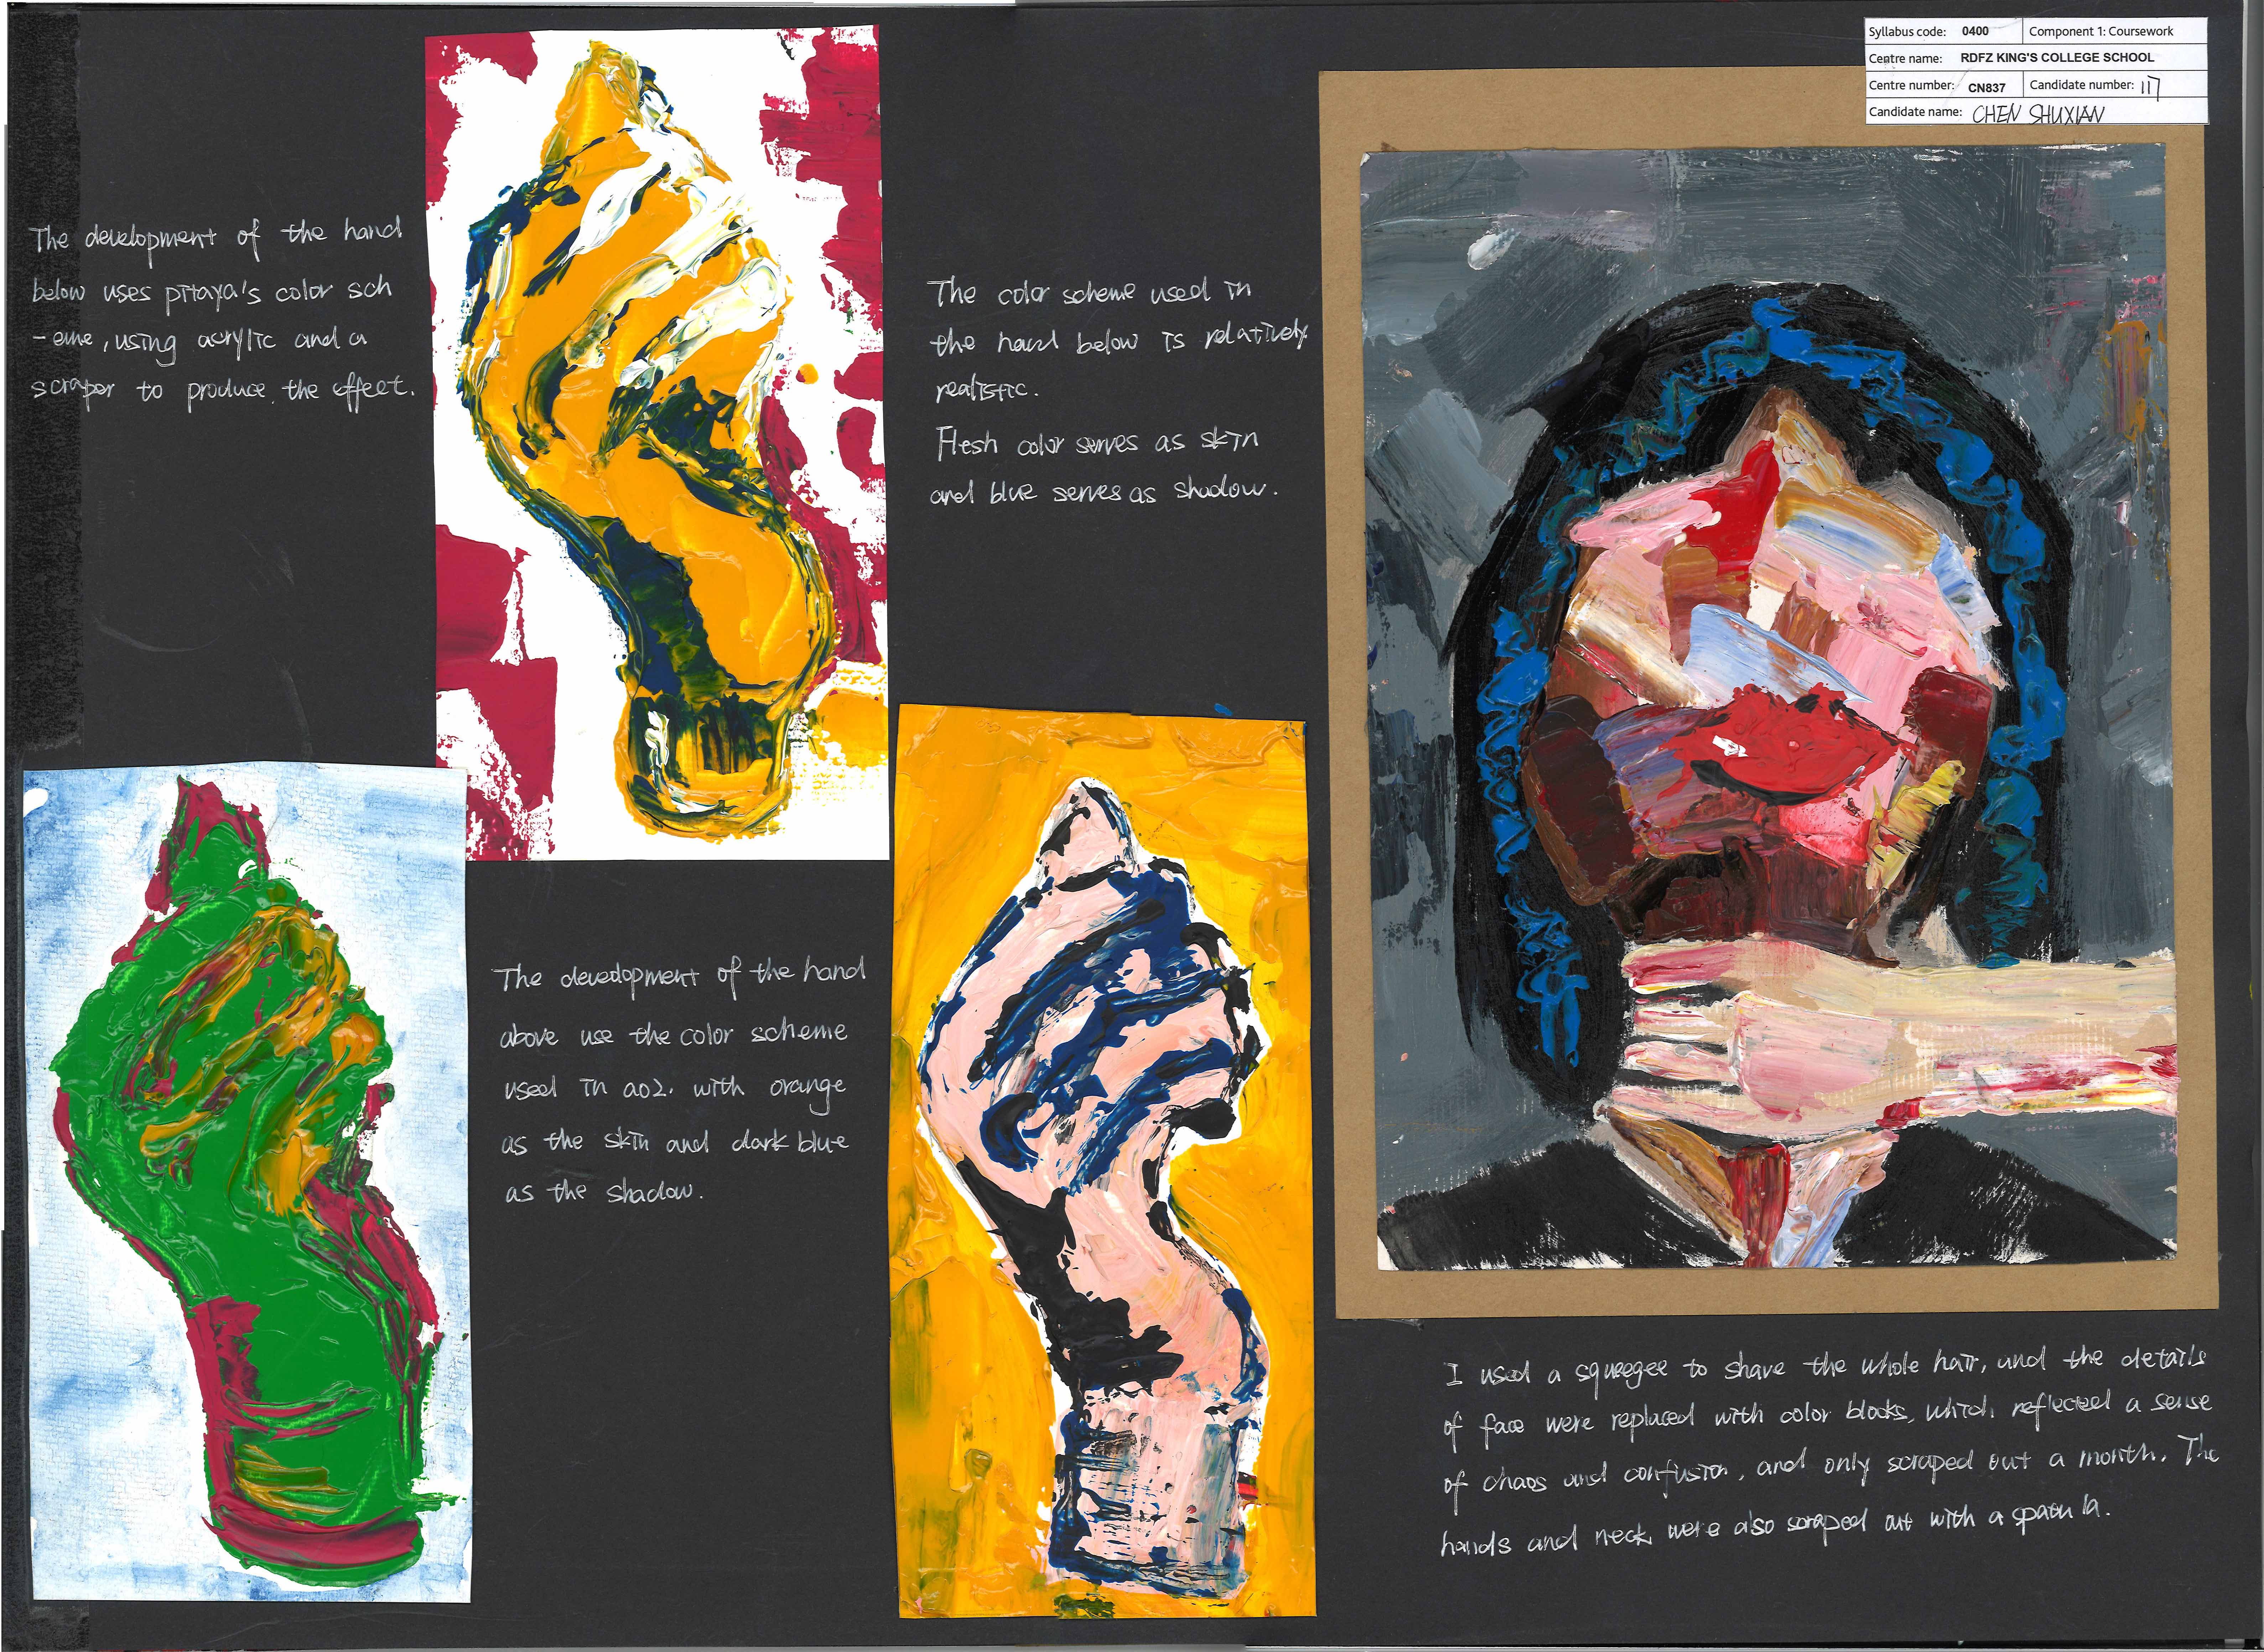 Syllabus code: 0400 Component 1: Coursework
Centre name: RDFZ KING'S COLLEGE SCHOOL
Centre number: CN837 Candidate number: 117
Candidate name: CHEN SHUXIAN
The development of the hand
below uses pitaya's color sch
-eme, using acrylic and a
scraper to produce the effect.
The color scheme used in
the hand below is relatively
realistic.
Flesh color serves as skin
and blue serves as shadow.
The development of the hand
above use the color scheme
used in ao2. with orange
as the skin and dark blue
as the shadow.
I used a squeegee to shave the whole hair, and the details
of face were replaced with color blocks, which reflected a sense
of chaos and confusion, and only scraped out a month. The
hands and neck were also scraped out with a spatula.